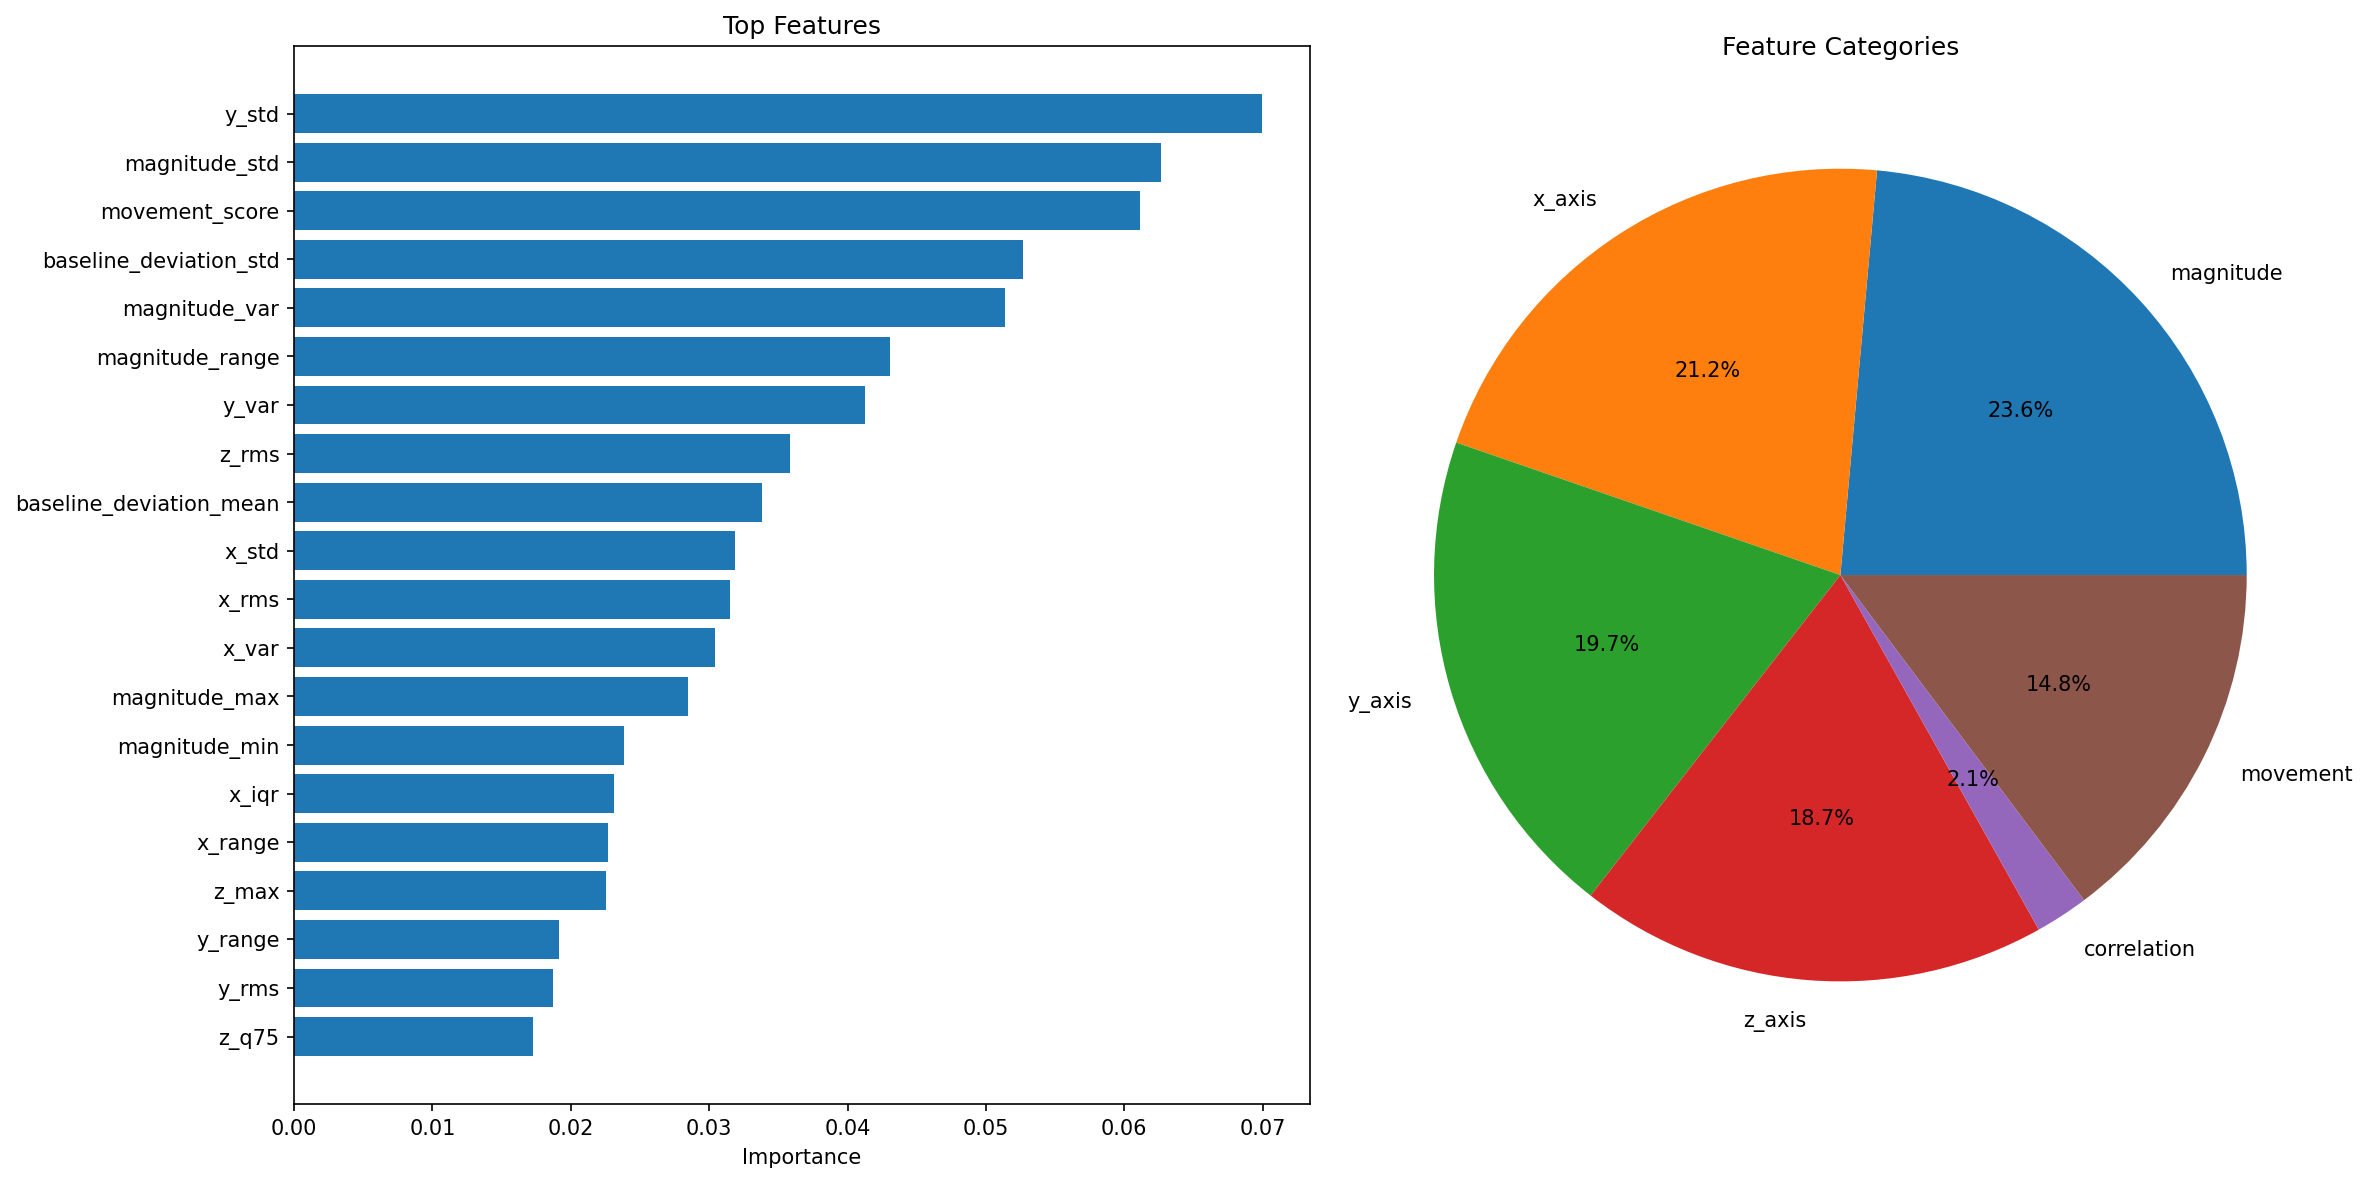 Top Features
y_std
magnitude_std
movement_score
baseline_deviation_std
magnitude_var
magnitude_range
y_var
z_rms
baseline_deviation_mean
x_std
x_rms
x_var
magnitude_max
magnitude_min
x_iqr
x_range
z_max
y_range
y_rms
z_q75
0.00 0.01 0.02 0.03 0.04 0.05 0.06 0.07
Importance
Feature Categories
magnitude
23.6%
x_axis
21.2%
y_axis
19.7%
z_axis
18.7%
correlation
2.1%
movement
14.8%